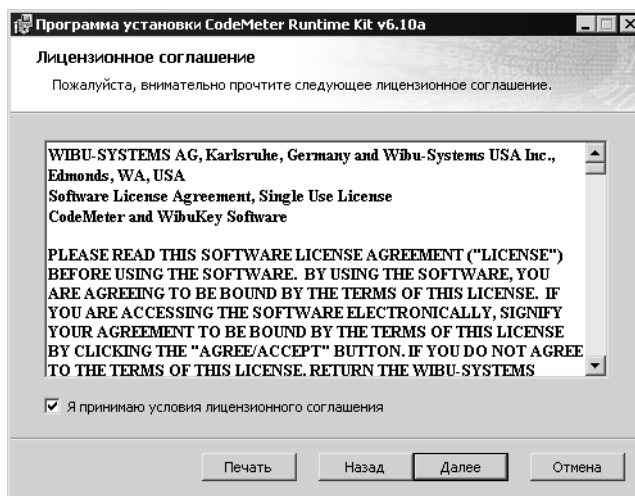 Программа установки CodeMeter Runtime Kit v6.10a
Лицензионное соглашение
Пожалуйста, внимательно прочтите следующее лицензионное соглашение.
WIBU-SYSTEMS AG, Karlsruhe, Germany and Wibu-Systems USA Inc.,
Edmonds, WA, USA
Software License Agreement, Single Use License
CodeMeter and WibuKey Software
PLEASE READ THIS SOFTWARE LICENSE AGREEMENT ("LICENSE")
BEFORE USING THE SOFTWARE. BY USING THE SOFTWARE, YOU
ARE AGREEING TO BE BOUND BY THE TERMS OF THIS LICENSE. IF
YOU ARE ACCESSING THE SOFTWARE ELECTRONICALLY, SIGNIFY
YOUR AGREEMENT TO BE BOUND BY THE TERMS OF THIS LICENSE
BY CLICKING THE "AGREE/ACCEPT" BUTTON. IF YOU DO NOT AGREE
TO THE TERMS OF THIS LICENSE. RETURN THE WIBU-SYSTEMS
Я принимаю условия лицензионного соглашения
Печать Назад Далее Отмена